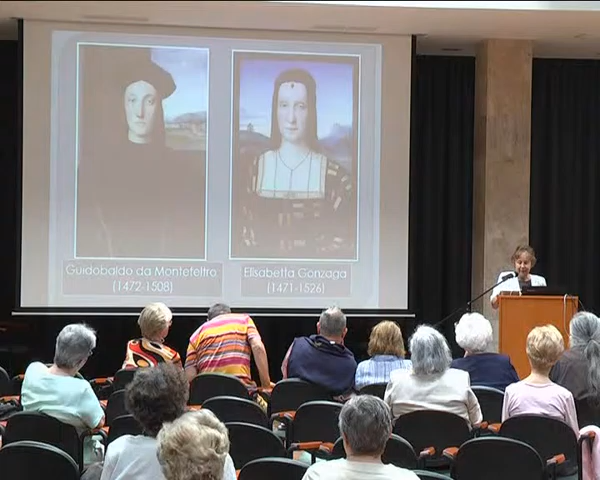 Guidobaldo da Montefeltro
(1472-1508)
Elisabetta Gonzaga
(1471-1526)